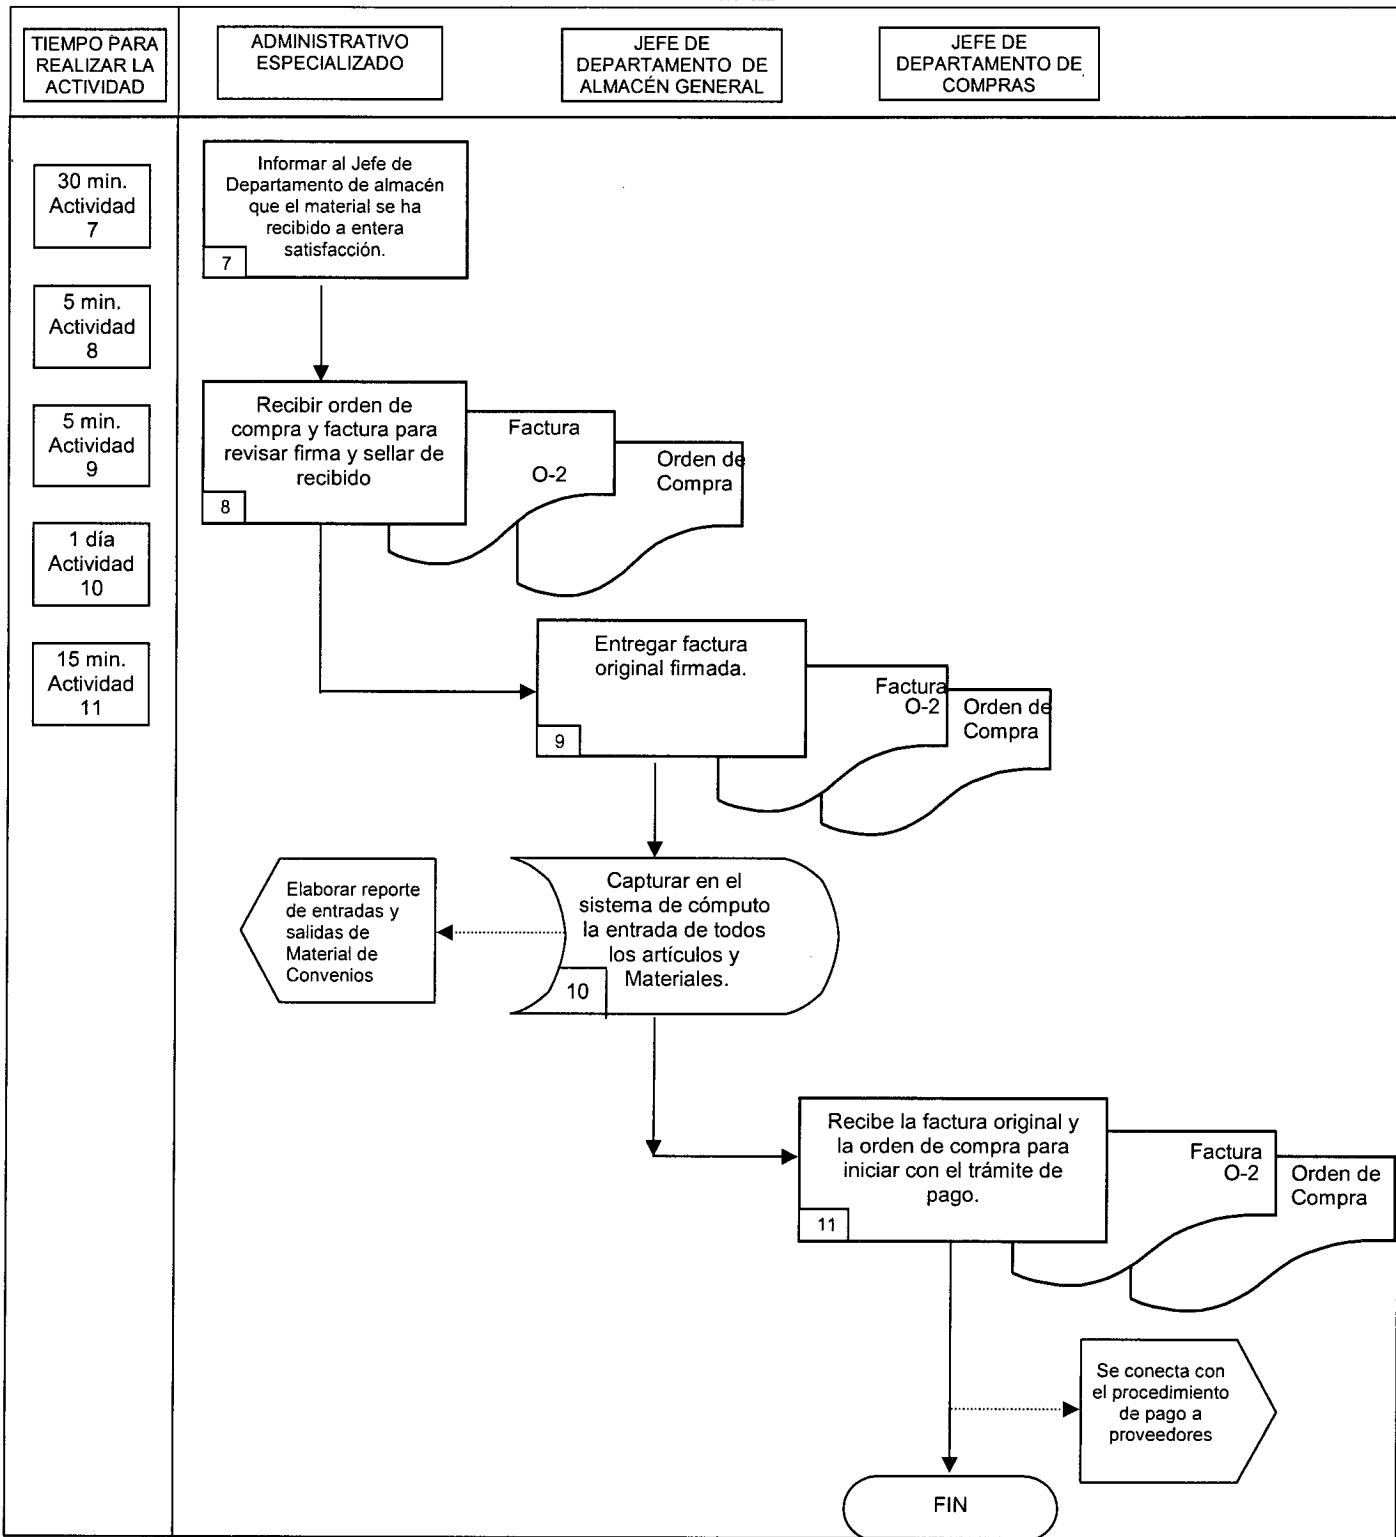 TIEMPO PARA
REALIZAR LA
ACTIVIDAD
ADMINISTRATIVO
ESPECIALIZADO
JEFE DE
DEPARTAMENTO DE
ALMACÉN GENERAL
JEFE DE
DEPARTAMENTO DE
COMPRAS
30 min.
Actividad
7
5 min.
Actividad
8
5 min.
Actividad
9
1 día
Actividad
10
15 min.
Actividad
11
Informar al Jefe de
Departamento de almacén
que el material se ha
recibido a entera
satisfacción.
7
Recibir orden de
compra y factura para
revisar firma y sellar de
recibido
8
Factura
O-2
Orden de
Compra
Entregar factura
original firmada.
9
Factura
O-2
Orden de
Compra
Capturar en el
sistema de cómputo
la entrada de todos
los artículos y
Materiales.
10
Elaborar reporte
de entradas y
salidas de
Material de
Convenios
Recibe la factura original y
la orden de compra para
iniciar con el trámite de
pago.
11
Factura
O-2
Orden de
Compra
Se conecta con
el procedimiento
de pago a
proveedores
FIN